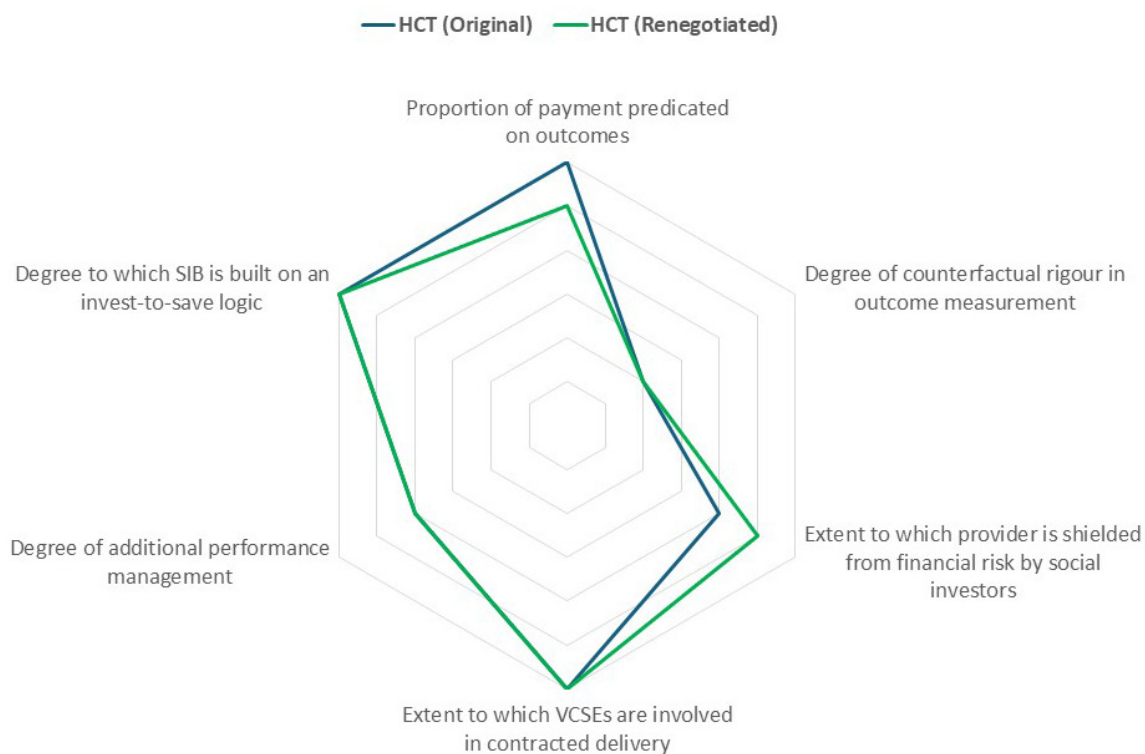 HCT (Original) HCT (Renegotiated)
Proportion of payment predicated
on outcomes
Degree to which SIB is built on an
invest-to-save logic
Degree of counterfactual rigour in
outcome measurement
Degree of additional performance
management
Extent to which provider is shielded
from financial risk by social
investors
Extent to which VCSEs are involved
in contracted delivery